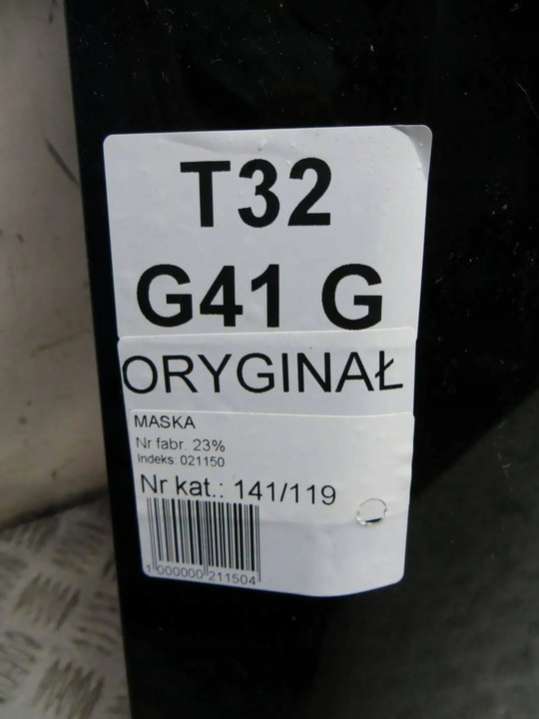 T32
G41 G
ORYGINAŁ
MASKA
Nr fabr. 23%
Indeks: 021150
Nr kat.: 141/119
1 000000 211504